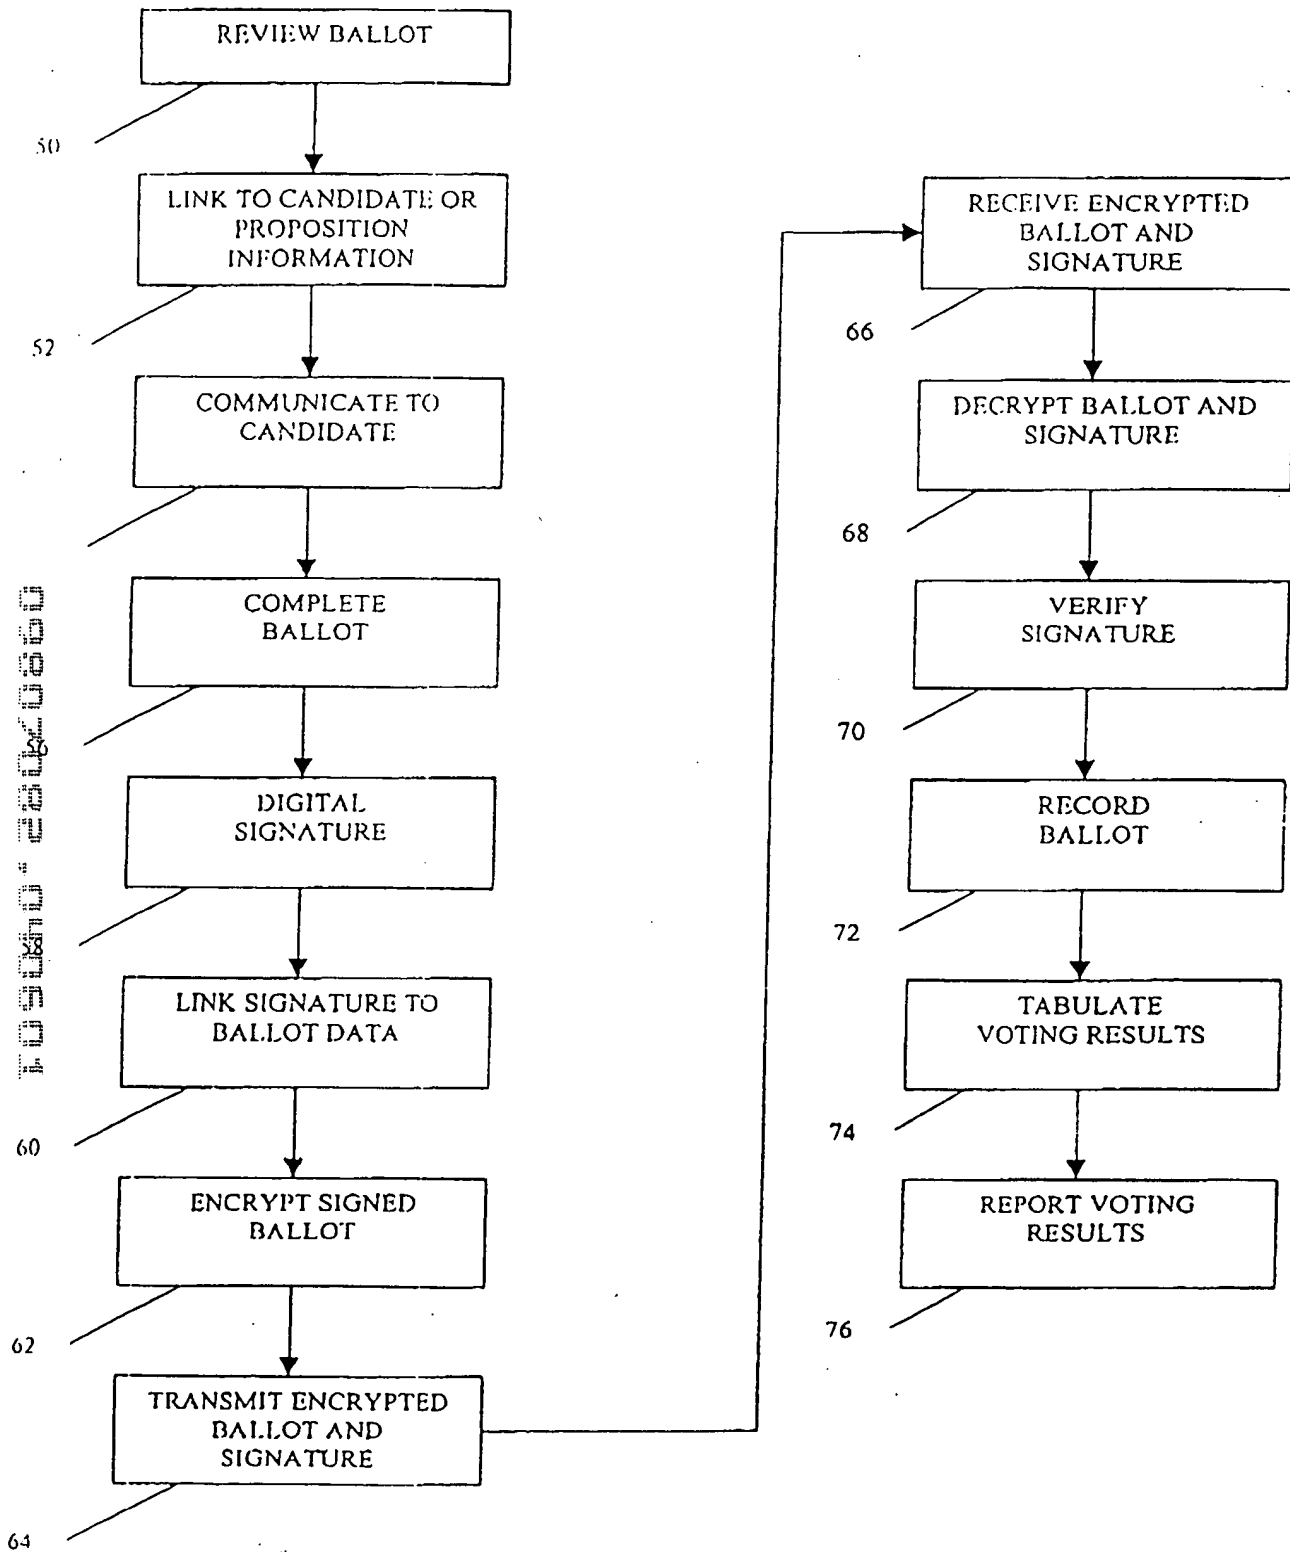 REVIEW BALLOT
50
LINK TO CANDIDATE OR
PROPOSITION
INFORMATION
52
COMMUNICATE TO
CANDIDATE
COMPLETE
BALLOT
56
DIGITAL
SIGNATURE
58
LINK SIGNATURE TO
BALLOT DATA
60
ENCRYPT SIGNED
BALLOT
62
TRANSMIT ENCRYPTED
BALLOT AND
SIGNATURE
64
RECEIVE ENCRYPTED
BALLOT AND
SIGNATURE
66
DECRYPT BALLOT AND
SIGNATURE
68
VERIFY
SIGNATURE
70
RECORD
BALLOT
72
TABULATE
VOTING RESULTS
74
REPORT VOTING
RESULTS
76